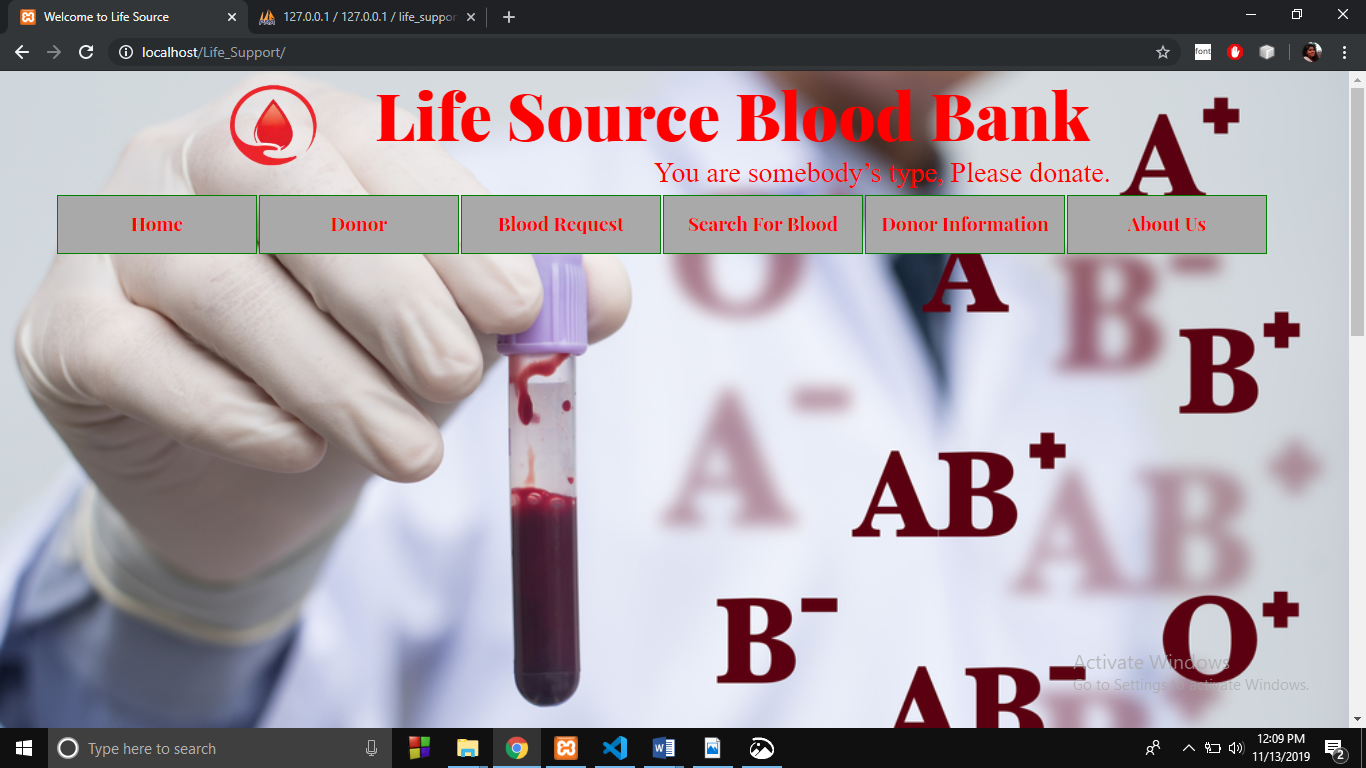 Welcome to Life Source
127.0.0.1 / 127.0.0.1 / life_suppor
localhost/Life_Support/
font
Life Source Blood Bank
You are somebody’s type, Please donate.
Home Donor Blood Request Search For Blood Donor Information About Us
A+
O
A
B-
B+
A-
AB+
AB+
B-
O+
AB-
B
Activate Windows
Go to Settings to activate Windows.
Type here to search
12:09 PM
11/13/2019
2